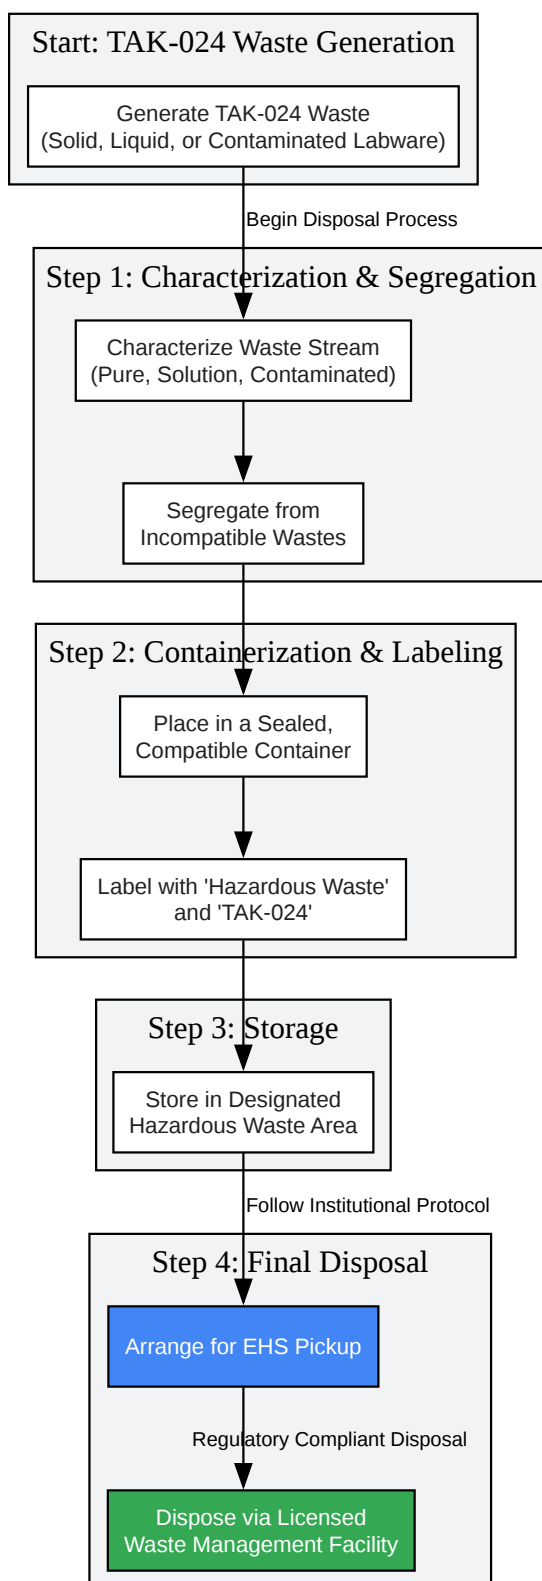 Start: TAK-024 Waste Generation
Generate TAK-024 Waste
(Solid, Liquid, or Contaminated Labware)
Begin Disposal Process
Step 1: Characterization & Segregation
Characterize Waste Stream
(Pure, Solution, Contaminated)
Segregate from
Incompatible Wastes
Step 2: Containerization & Labeling
Place in a Sealed,
Compatible Container
Label with 'Hazardous Waste'
and 'TAK-024'
Step 3: Storage
Store in Designated
Hazardous Waste Area
Follow Institutional Protocol
Step 4: Final Disposal
Arrange for EHS Pickup
Regulatory Compliant Disposal
Dispose via Licensed
Waste Management Facility